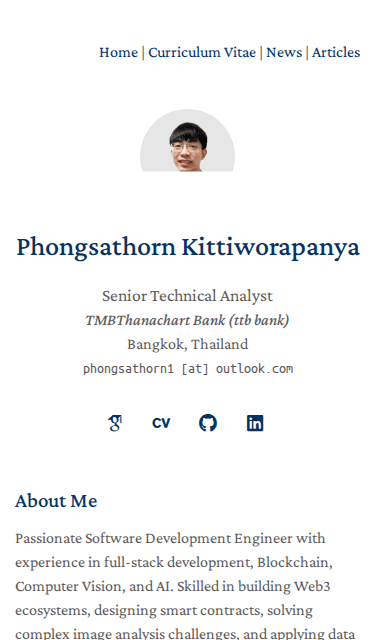 Home | Curriculum Vitae | News | Articles
Phongsathorn Kittiworapanya
Senior Technical Analyst
TMBThanachart Bank (ttb bank)
Bangkok, Thailand
phongsathorn1 [at] outlook.com
CV
About Me
Passionate Software Development Engineer with
experience in full-stack development, Blockchain,
Computer Vision, and AI. Skilled in building Web3
ecosystems, designing smart contracts, solving
complex image analysis challenges, and applying data